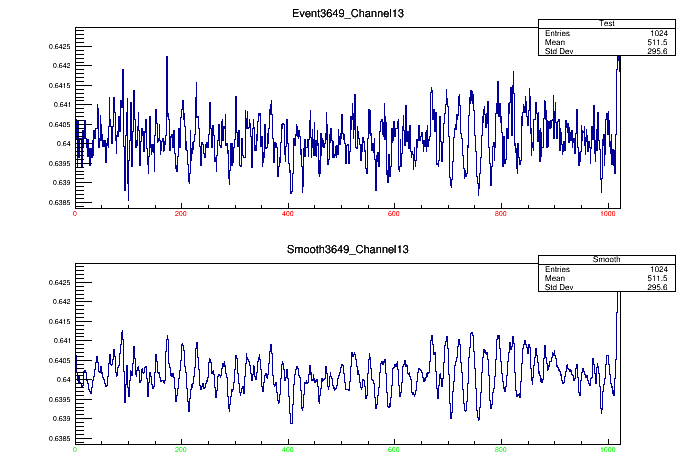 Event3649_Channel13
Test
Entries 1024
Mean 511.5
Std Dev 295.6
0.6425
0.642
0.6415
0.641
0.6405
0.64
0.6395
0.639
0.6385
0 200 400 600 800 1000
Smooth3649_Channel13
Smooth
Entries 1024
Mean 511.5
Std Dev 295.6
0.6425
0.642
0.6415
0.641
0.6405
0.64
0.6395
0.639
0.6385
0 200 400 600 800 1000